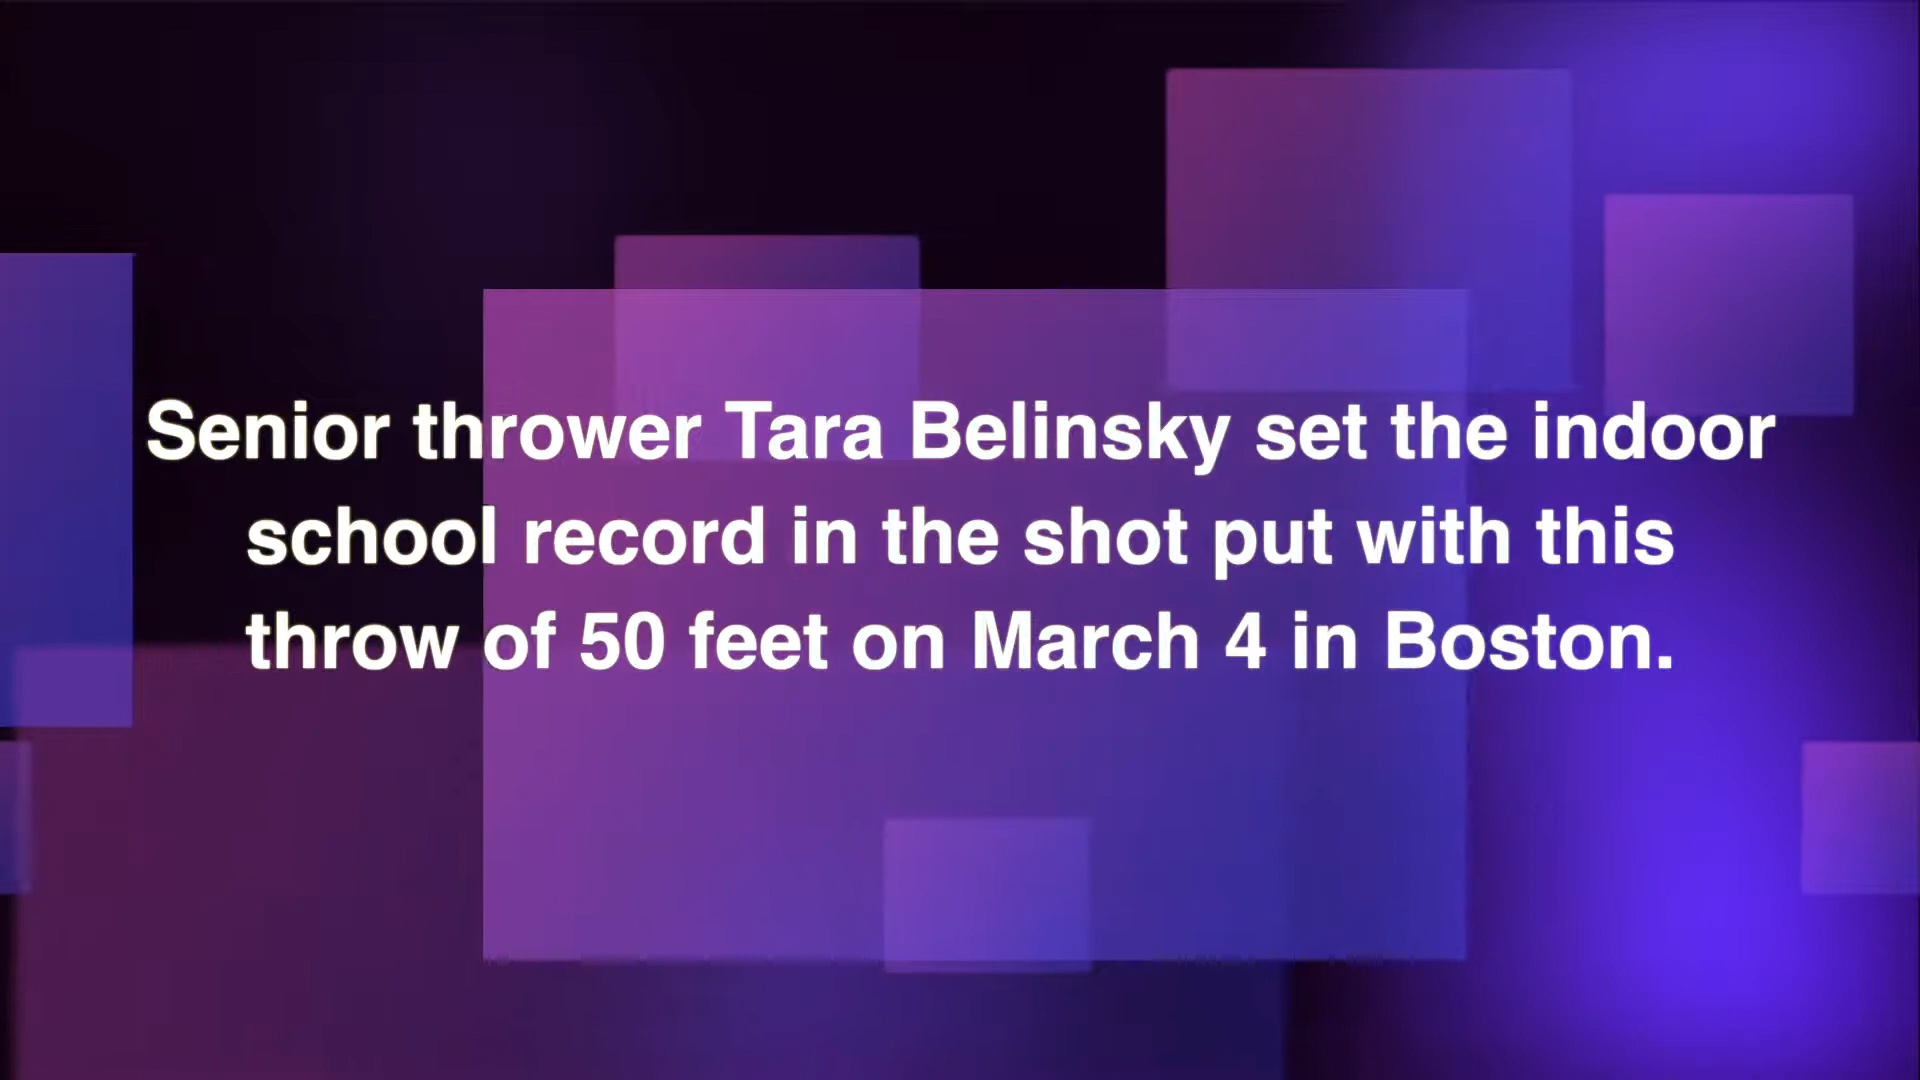 Senior thrower Tara Belinsky set the indoor
school record in the shot put with this
throw of 50 feet on March 4 in Boston.